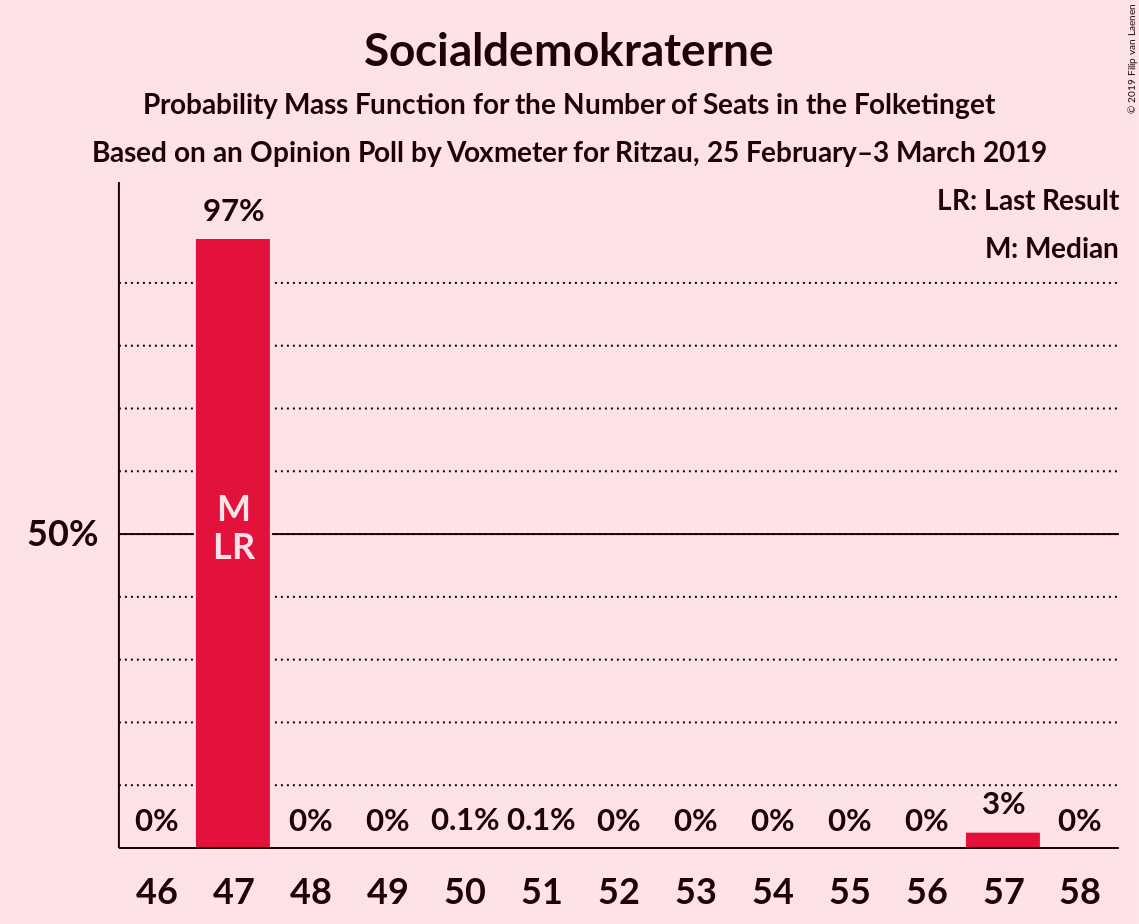 Socialdemokraterne
Probability Mass Function for the Number of Seats in the Folketinget
Based on an Opinion Poll by Voxmeter for Ritzau, 25 February–3 March 2019
© 2019 Filip van Laenen
LR: Last Result
M: Median
97%
M
LR
50%
0% 0% 0% 0.1% 0.1% 0% 0% 0% 0% 0% 3% 0%
46 47 48 49 50 51 52 53 54 55 56 57 58